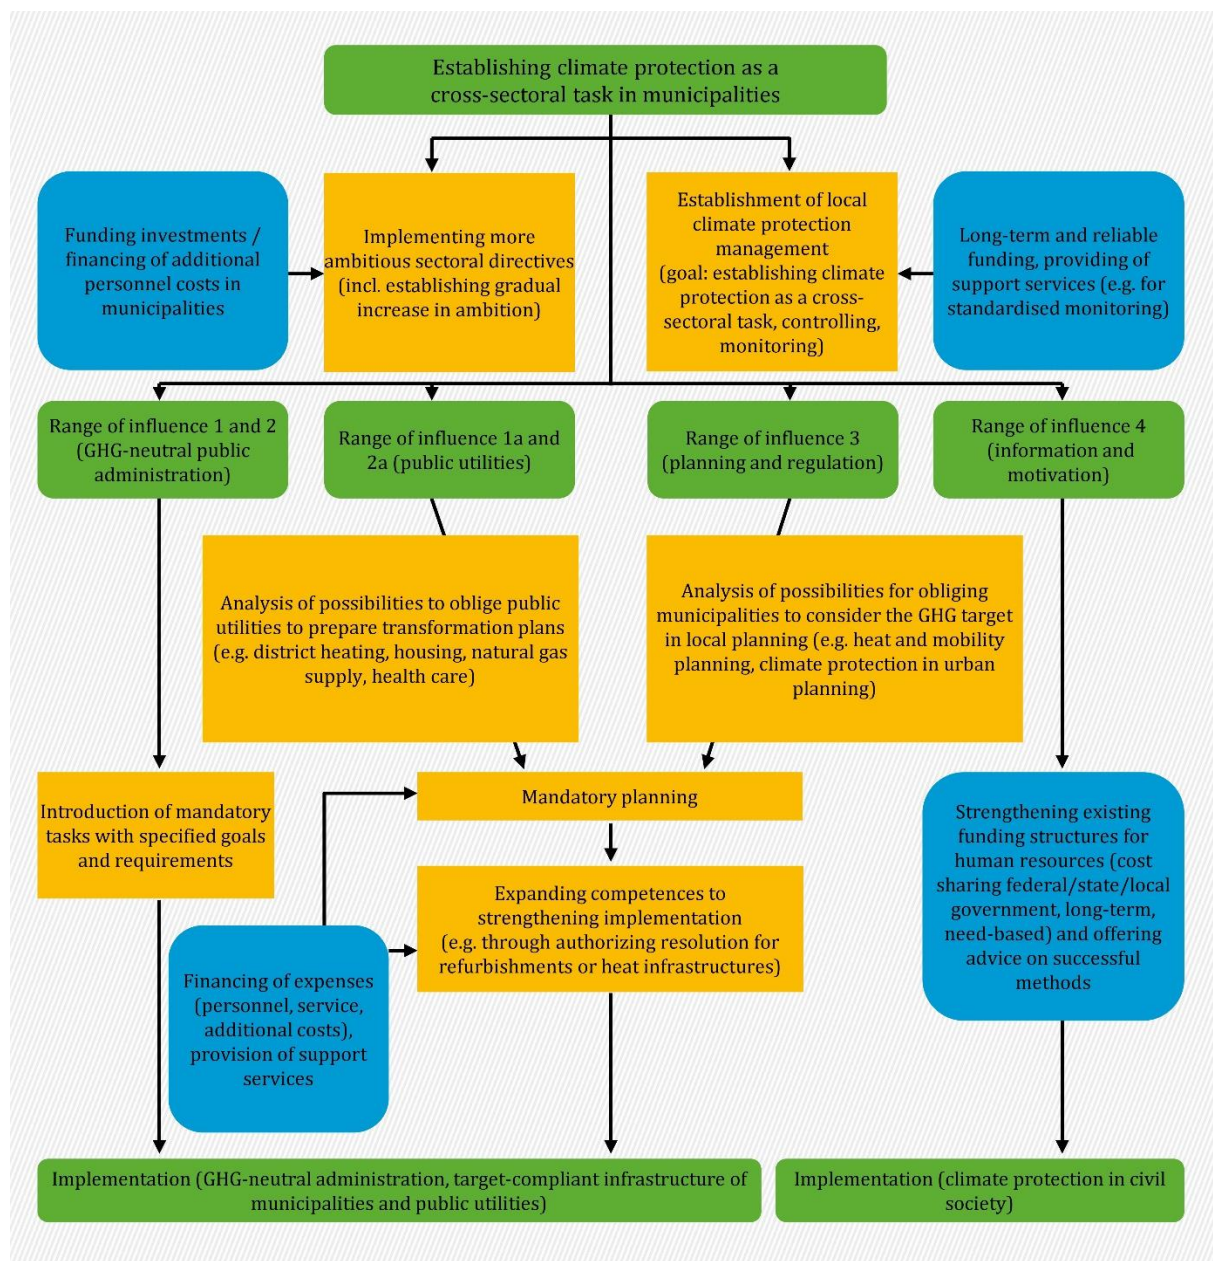 Establishing climate protection as a
cross-sectoral task in municipalities
Funding investments /
financing of additional
personnel costs in
municipalities
Implementing more
ambitious sectoral directives
(incl. establishing gradual
increase in ambition)
Establishment of local
climate protection
management
(goal: establishing climate
protection as a cross-
sectoral task, controlling,
monitoring)
Long-term and reliable
funding, providing of
support services (e.g. for
standardised monitoring)
Range of influence 1 and 2
(GHG-neutral public
administration)
Range of influence 1a and
2a (public utilities)
Range of influence 3
(planning and regulation)
Range of influence 4
(information and
motivation)
Analysis of possibilities to oblige public
utilities to prepare transformation plans
(e.g. district heating, housing, natural gas
supply, health care)
Analysis of possibilities for obliging
municipalities to consider the GHG target
in local planning (e.g. heat and mobility
planning, climate protection in urban
planning)
Introduction of mandatory
tasks with specified goals
and requirements
Mandatory planning
Expanding competences to
strengthening implementation
(e.g. through authorizing resolution for
refurbishments or heat infrastructures)
Strengthening existing
funding structures for
human resources (cost
sharing federal/state/local
government, long-term,
need-based) and offering
advice on successful
methods
Financing of expenses
(personnel, service,
additional costs),
provision of support
services
Implementation (GHG-neutral administration, target-compliant infrastructure of
municipalities and public utilities)
Implementation (climate protection in civil
society)